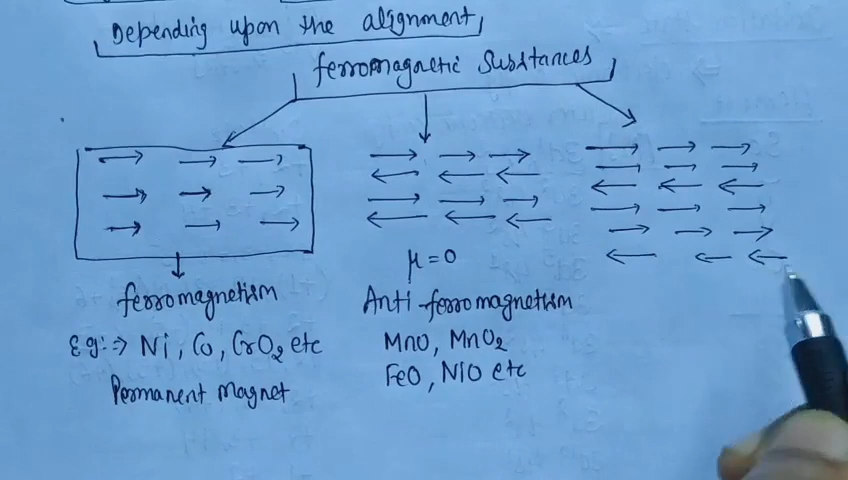 Depending upon the alignment
ferromagnetic Substances
ferromagnetism
Eg:-> Ni, Co, CrO2 etc
Permanent Magnet
μ = 0
Anti-ferromagnetism
MnO, MnO2
FeO, NiO etc